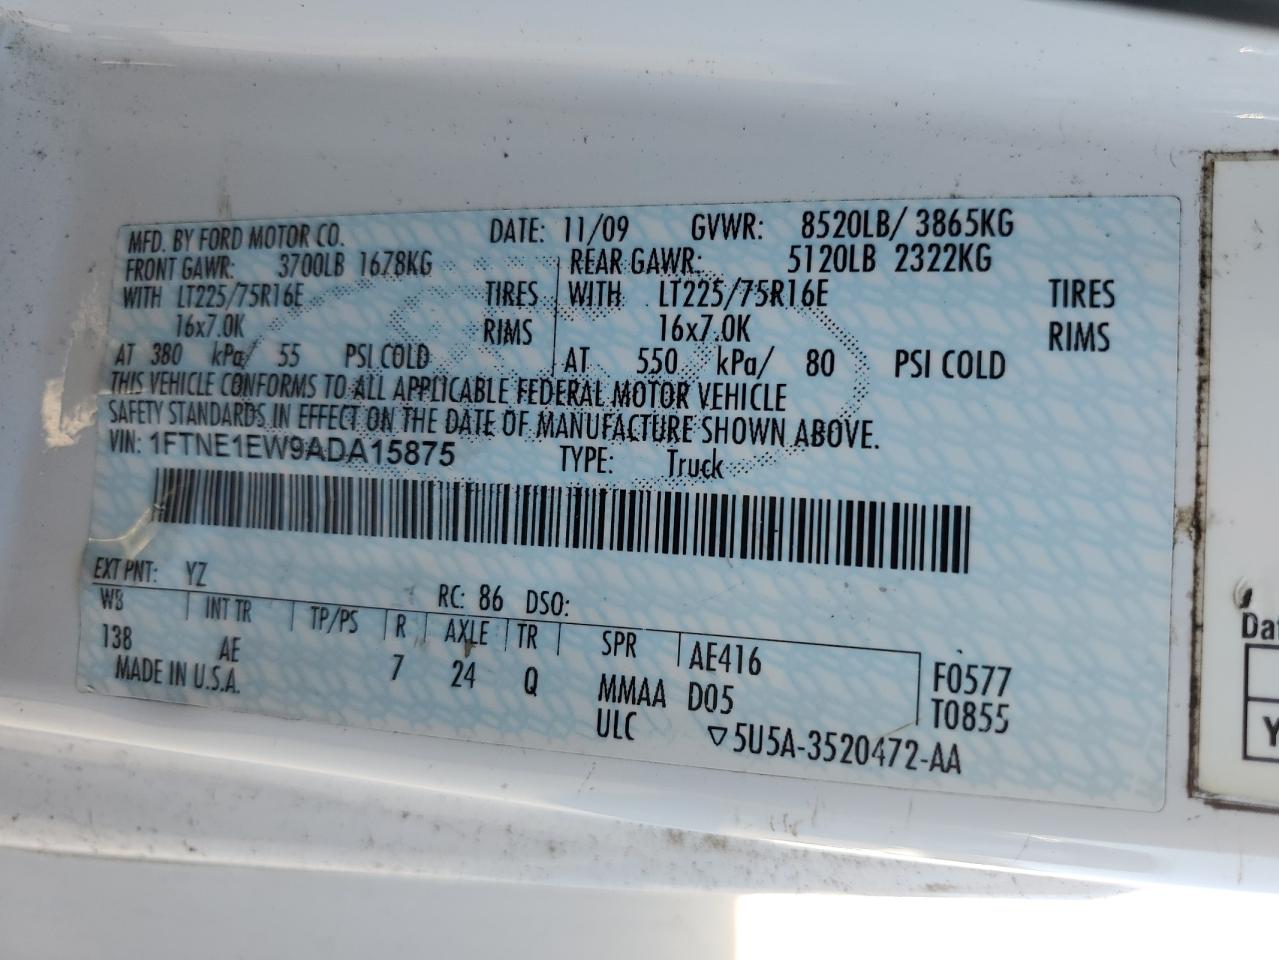 MFD. BY FORD MOTOR CO. DATE: 11/09 GVWR: 8520LB/ 3865KG
FRONT GAWR: 3700LB 1678KG REAR GAWR: 5120LB 2322KG
WITH LT225/75R16E TIRES WITH LT225/75R16E TIRES
16x7.0K RIMS 16x7.0K RIMS
AT 380 kPa/ 55 PSI COLD AT 550 kPa/ 80 PSI COLD
THIS VEHICLE CONFORMS TO ALL APPLICABLE FEDERAL MOTOR VEHICLE
SAFETY STANDARDS IN EFFECT ON THE DATE OF MANUFACTURE SHOWN ABOVE.
VIN: 1FTNE1EW9ADA15875 TYPE: Truck
EXT PNT: YZ RC: 86 DSO:
WB INT TR TP/PS R AXLE TR SPR AE416 F0577
138 AE 7 24 Q MMAA D05 T0855
MADE IN U.S.A. ULC ▽5U5A-3520472-AA
Dat
Y